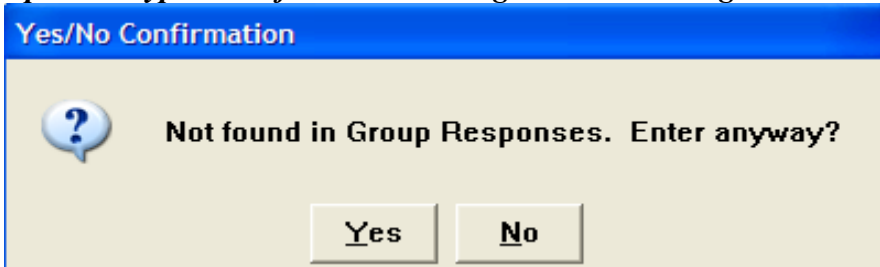 Yes/No Confirmation
Not found in Group Responses.  Enter anyway?
Yes No